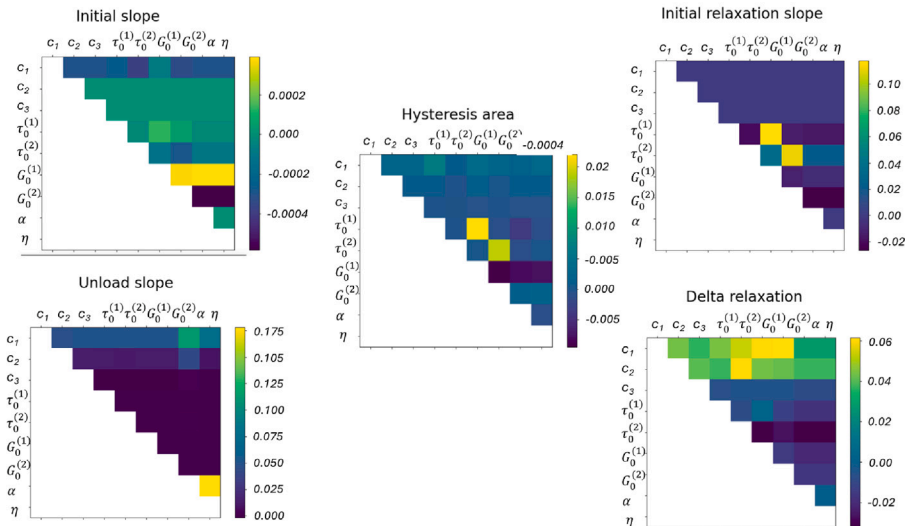 Initial slope
c₁ c₂ c₃ τ₀⁽¹⁾ τ₀⁽²⁾ G₀⁽¹⁾ G₀⁽²⁾ α η
c₁
c₂
c₃
τ₀⁽¹⁾
τ₀⁽²⁾
G₀⁽¹⁾
G₀⁽²⁾
α
η
0.0002
0.000
-0.0002
-0.0004
Unload slope
c₁ c₂ c₃ τ₀⁽¹⁾ τ₀⁽²⁾ G₀⁽¹⁾ G₀⁽²⁾ α η
c₁
c₂
c₃
τ₀⁽¹⁾
τ₀⁽²⁾
G₀⁽¹⁾
G₀⁽²⁾
α
η
0.175
0.150
0.125
0.100
0.075
0.050
0.025
0.000
Hysteresis area
c₁ c₂ c₃ τ₀⁽¹⁾ τ₀⁽²⁾ G₀⁽¹⁾ G₀⁽²⁾ -0.0004
c₁
c₂
c₃
τ₀⁽¹⁾
τ₀⁽²⁾
G₀⁽¹⁾
G₀⁽²⁾
α
η
0.02
0.015
0.010
0.005
0.000
-0.005
Initial relaxation slope
c₁ c₂ c₃ τ₀⁽¹⁾ τ₀⁽²⁾ G₀⁽¹⁾ G₀⁽²⁾ α η
c₁
c₂
c₃
τ₀⁽¹⁾
τ₀⁽²⁾
G₀⁽¹⁾
G₀⁽²⁾
α
η
0.10
0.08
0.06
0.04
0.02
0.00
-0.02
Delta relaxation
c₁ c₂ c₃ τ₀⁽¹⁾ τ₀⁽²⁾ G₀⁽¹⁾ G₀⁽²⁾ α η
c₁
c₂
c₃
τ₀⁽¹⁾
τ₀⁽²⁾
G₀⁽¹⁾
G₀⁽²⁾
α
η
0.06
0.04
0.02
0.00
-0.02